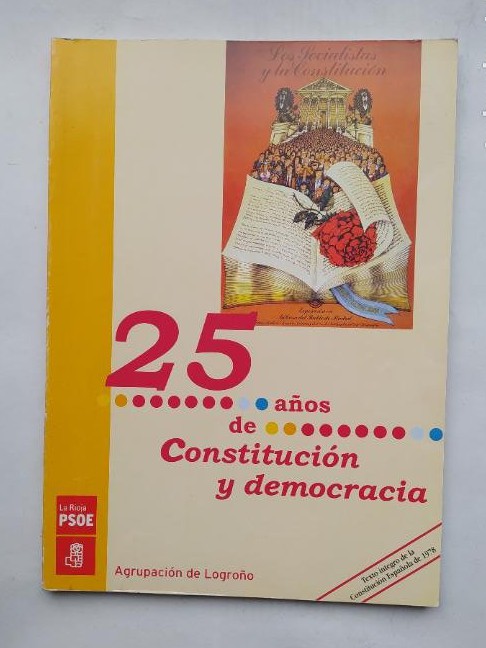 Los Socialistas
y la Constitución
25
años
de
Constitución
y democracia
La Rioja
PSOE
Agrupación de Logroño
Texto íntegro de la
Constitución Española de 1978